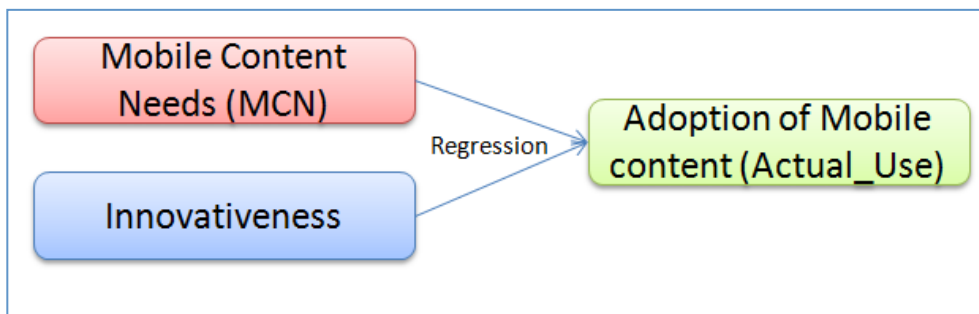 Mobile Content
Needs (MCN)
Regression
Adoption of Mobile
content (Actual_Use)
Innovativeness